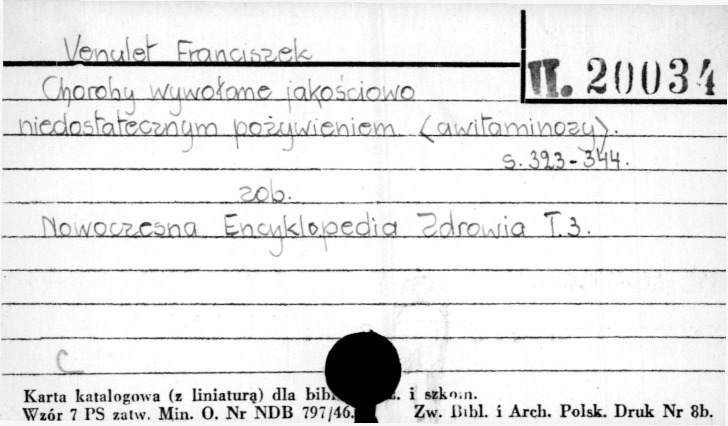 Venulet Franciszek
II. 20034
Choroby wywołane jakościowo
niedostatecznym pożywieniem (awitaminozy).
s. 323-344.
zob.
Nowoczesna Encyklopedia Zdrowia T.3.
C
Karta katalogowa (z liniaturą) dla i szkoln.
Wzór 7 PS zatw. Min. O. Nr NDB 797/46. Zw. Bibl. i Arch. Polsk. Druk Nr 8b.